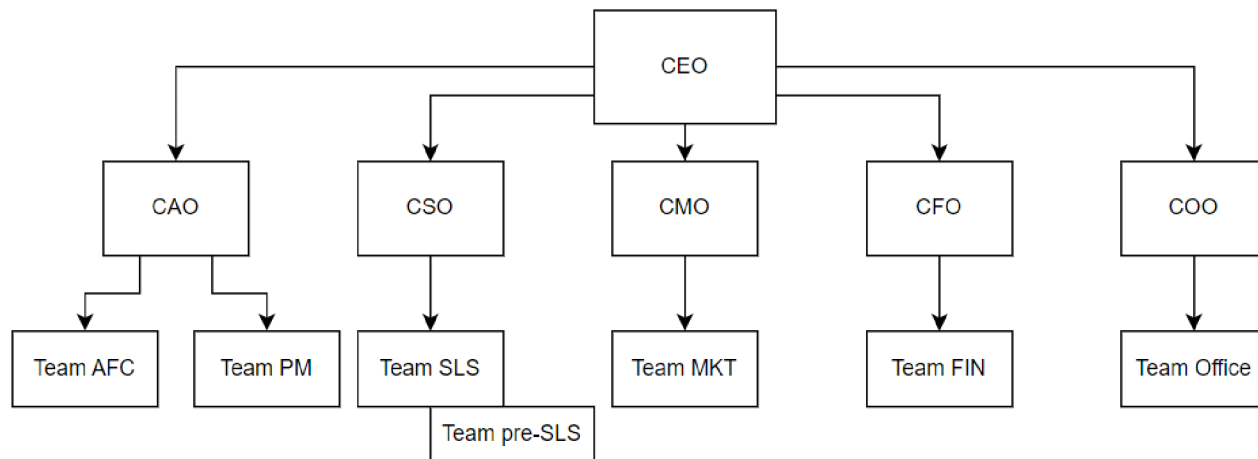 CEO
CAO
CSO
CMO
CFO
COO
Team AFC
Team PM
Team SLS
Team MKT
Team FIN
Team Office
Team pre-SLS